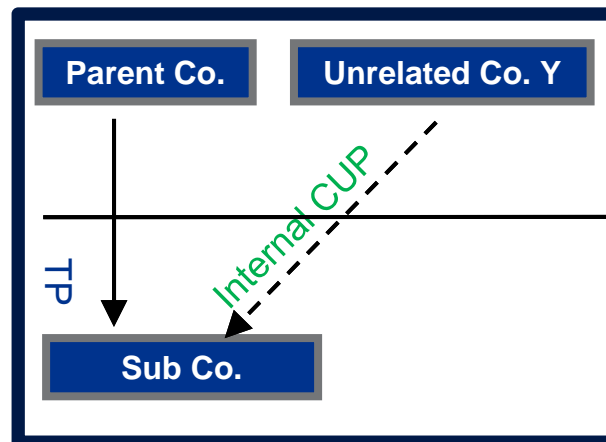 Parent Co.
Unrelated Co. Y
Internal CUP
TP
Sub Co.